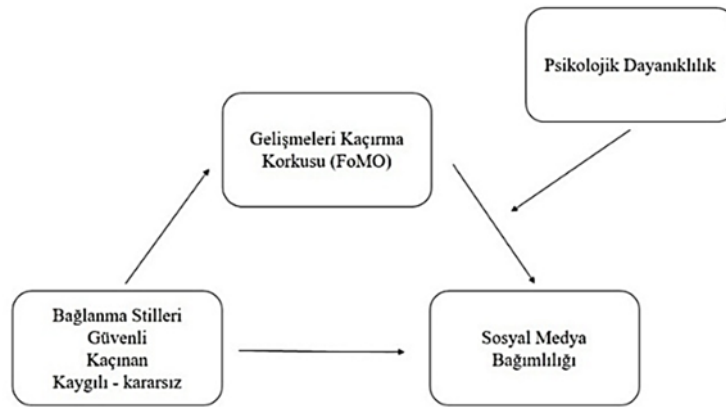 Psikolojik Dayanıklılık
Gelişmeleri Kaçırma
Korkusu (FoMO)
Bağlanma Stilleri
Güvenli
Kaçınan
Kaygılı - kararsız
Sosyal Medya
Bağımlılığı